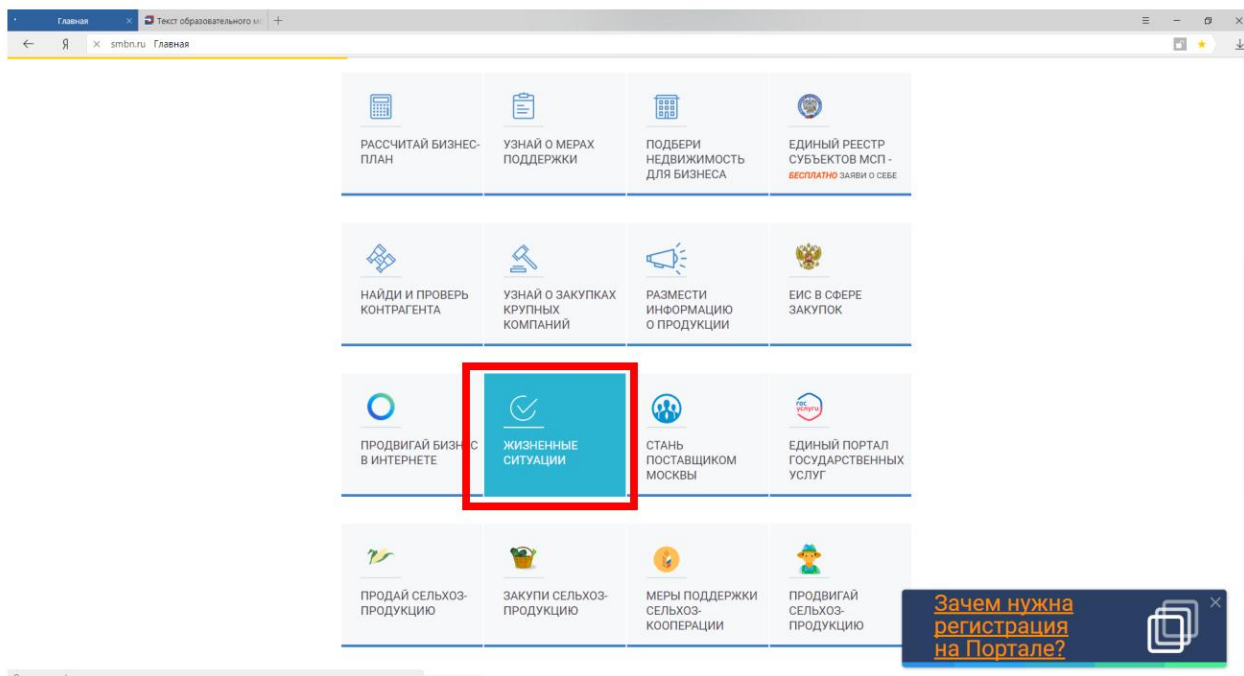 Главная
Текст образовательного мо
smbn.ru Главная
РАССЧИТАЙ БИЗНЕС-
ПЛАН
УЗНАЙ О МЕРАХ
ПОДДЕРЖКИ
ПОДБЕРИ
НЕДВИЖИМОСТЬ
ДЛЯ БИЗНЕСА
ЕДИНЫЙ РЕЕСТР
СУБЪЕКТОВ МСП -
БЕСПЛАТНО ЗАЯВИ О СЕБЕ
НАЙДИ И ПРОВЕРЬ
КОНТРАГЕНТА
УЗНАЙ О ЗАКУПКАХ
КРУПНЫХ
КОМПАНИЙ
РАЗМЕСТИ
ИНФОРМАЦИЮ
О ПРОДУКЦИИ
ЕИС В СФЕРЕ
ЗАКУПОК
ПРОДВИГАЙ БИЗНЕС
В ИНТЕРНЕТЕ
ЖИЗНЕННЫЕ
СИТУАЦИИ
СТАНЬ
ПОСТАВЩИКОМ
МОСКВЫ
гос
услуги
ЕДИНЫЙ ПОРТАЛ
ГОСУДАРСТВЕННЫХ
УСЛУГ
ПРОДАЙ СЕЛЬХОЗ-
ПРОДУКЦИЮ
ЗАКУПИ СЕЛЬХОЗ-
ПРОДУКЦИЮ
МЕРЫ ПОДДЕРЖКИ
СЕЛЬХОЗ-
КООПЕРАЦИИ
ПРОДВИГАЙ
СЕЛЬХОЗ-
ПРОДУКЦИЮ
Зачем нужна
регистрация
на Портале?